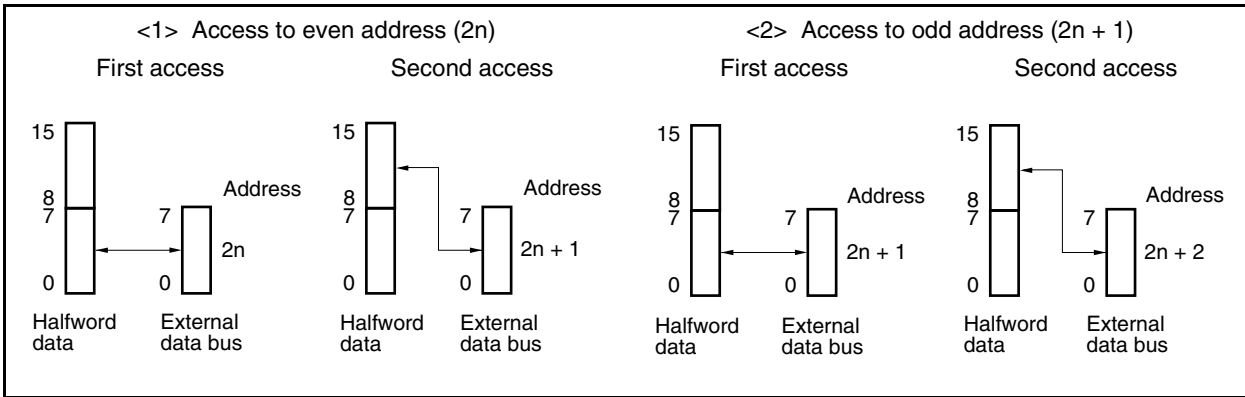 <1> Access to even address (2n)
First access
Second access
15
8
7
0
7
0
Address
2n
Halfword
data
External
data bus
15
8
7
0
7
0
Address
2n + 1
Halfword
data
External
data bus
<2> Access to odd address (2n + 1)
First access
Second access
15
8
7
0
7
0
Address
2n + 1
Halfword
data
External
data bus
15
8
7
0
7
0
Address
2n + 2
Halfword
data
External
data bus